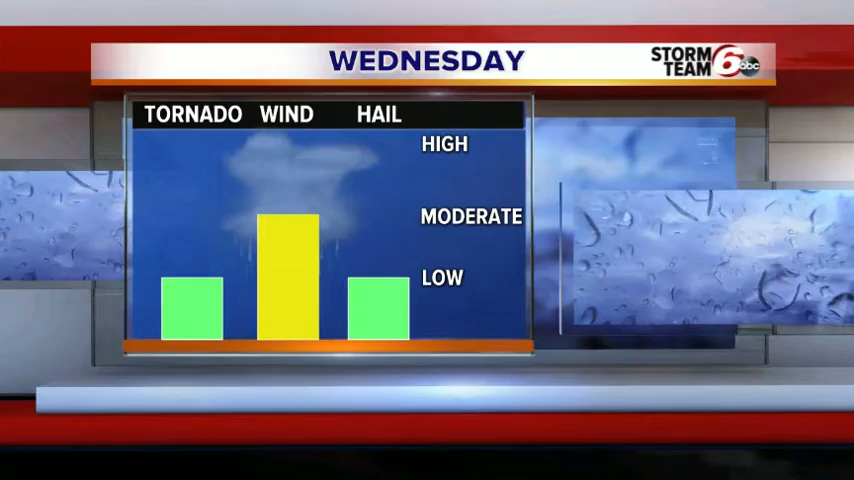 WEDNESDAY
STORM
TEAM 6 abc
TORNADO WIND HAIL
HIGH
MODERATE
LOW